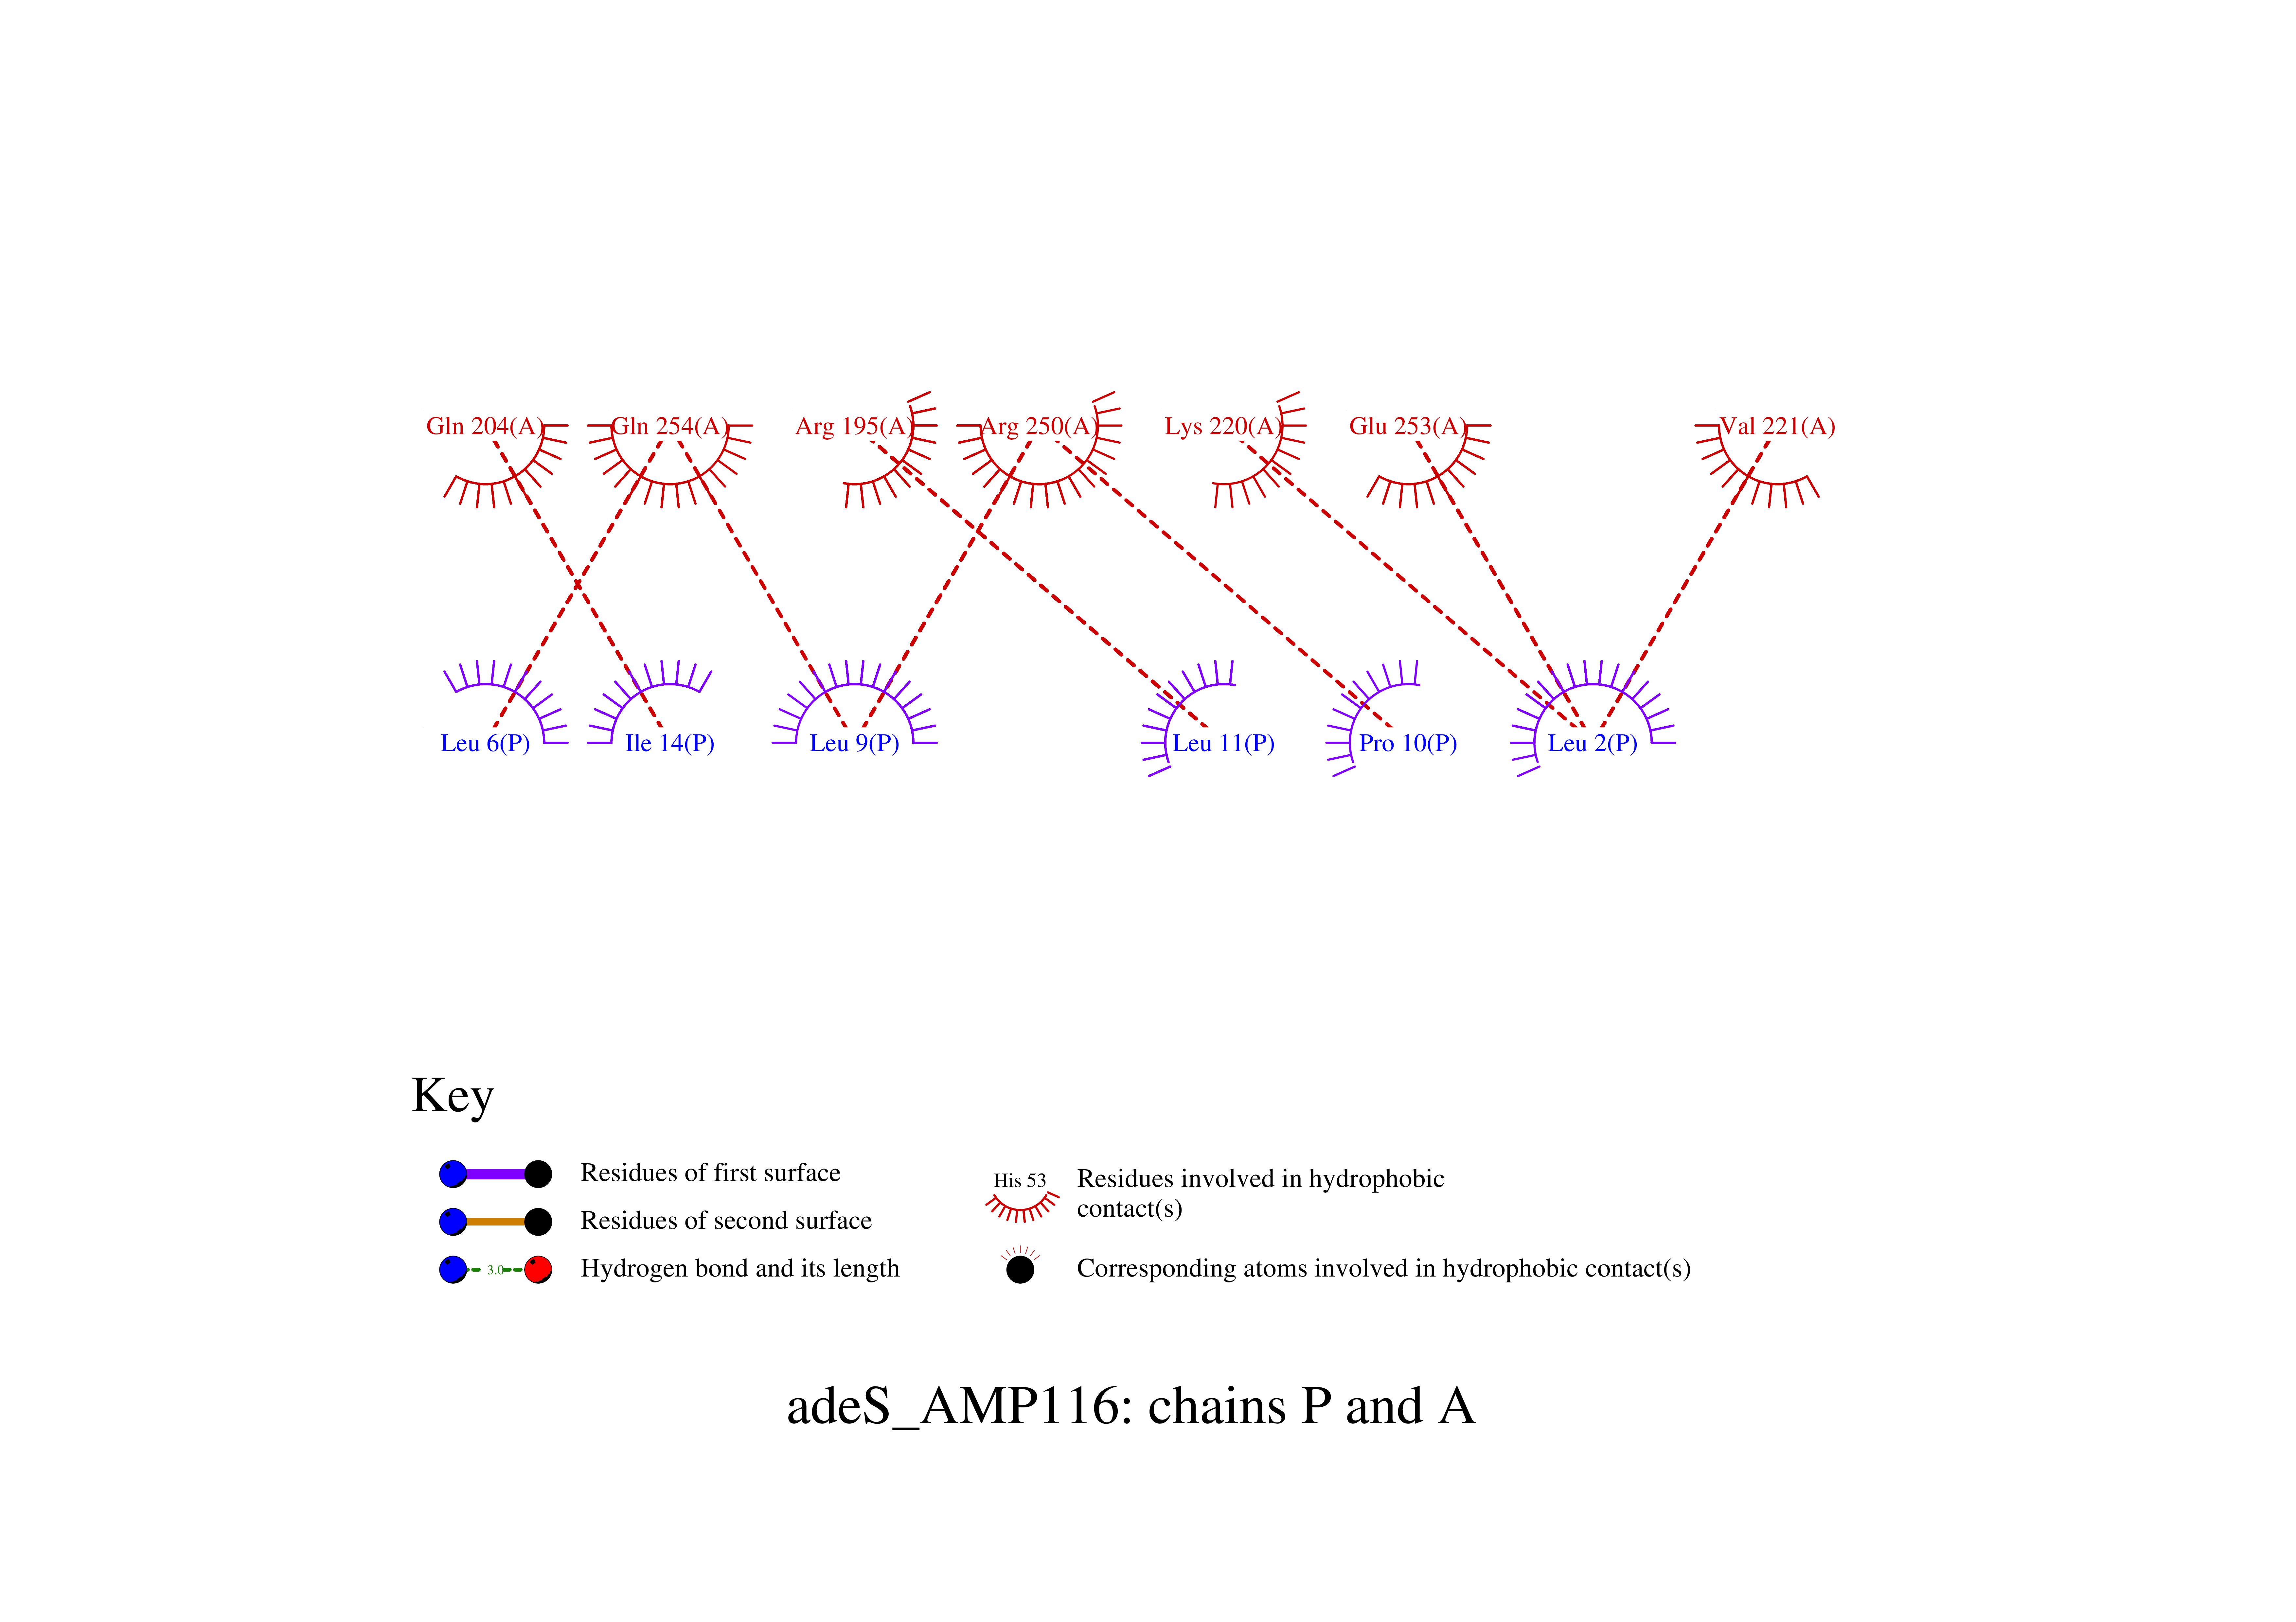 Gln 204(A) Gln 254(A) Arg 195(A) Arg 250(A) Lys 220(A) Glu 253(A) Val 221(A)
Leu 6(P) Ile 14(P) Leu 9(P) Leu 11(P) Pro 10(P) Leu 2(P)
Key
Residues of first surface
Residues of second surface
3.0 Hydrogen bond and its length
His 53 Residues involved in hydrophobic
contact(s)
Corresponding atoms involved in hydrophobic contact(s)
adeS_AMP116: chains P and A